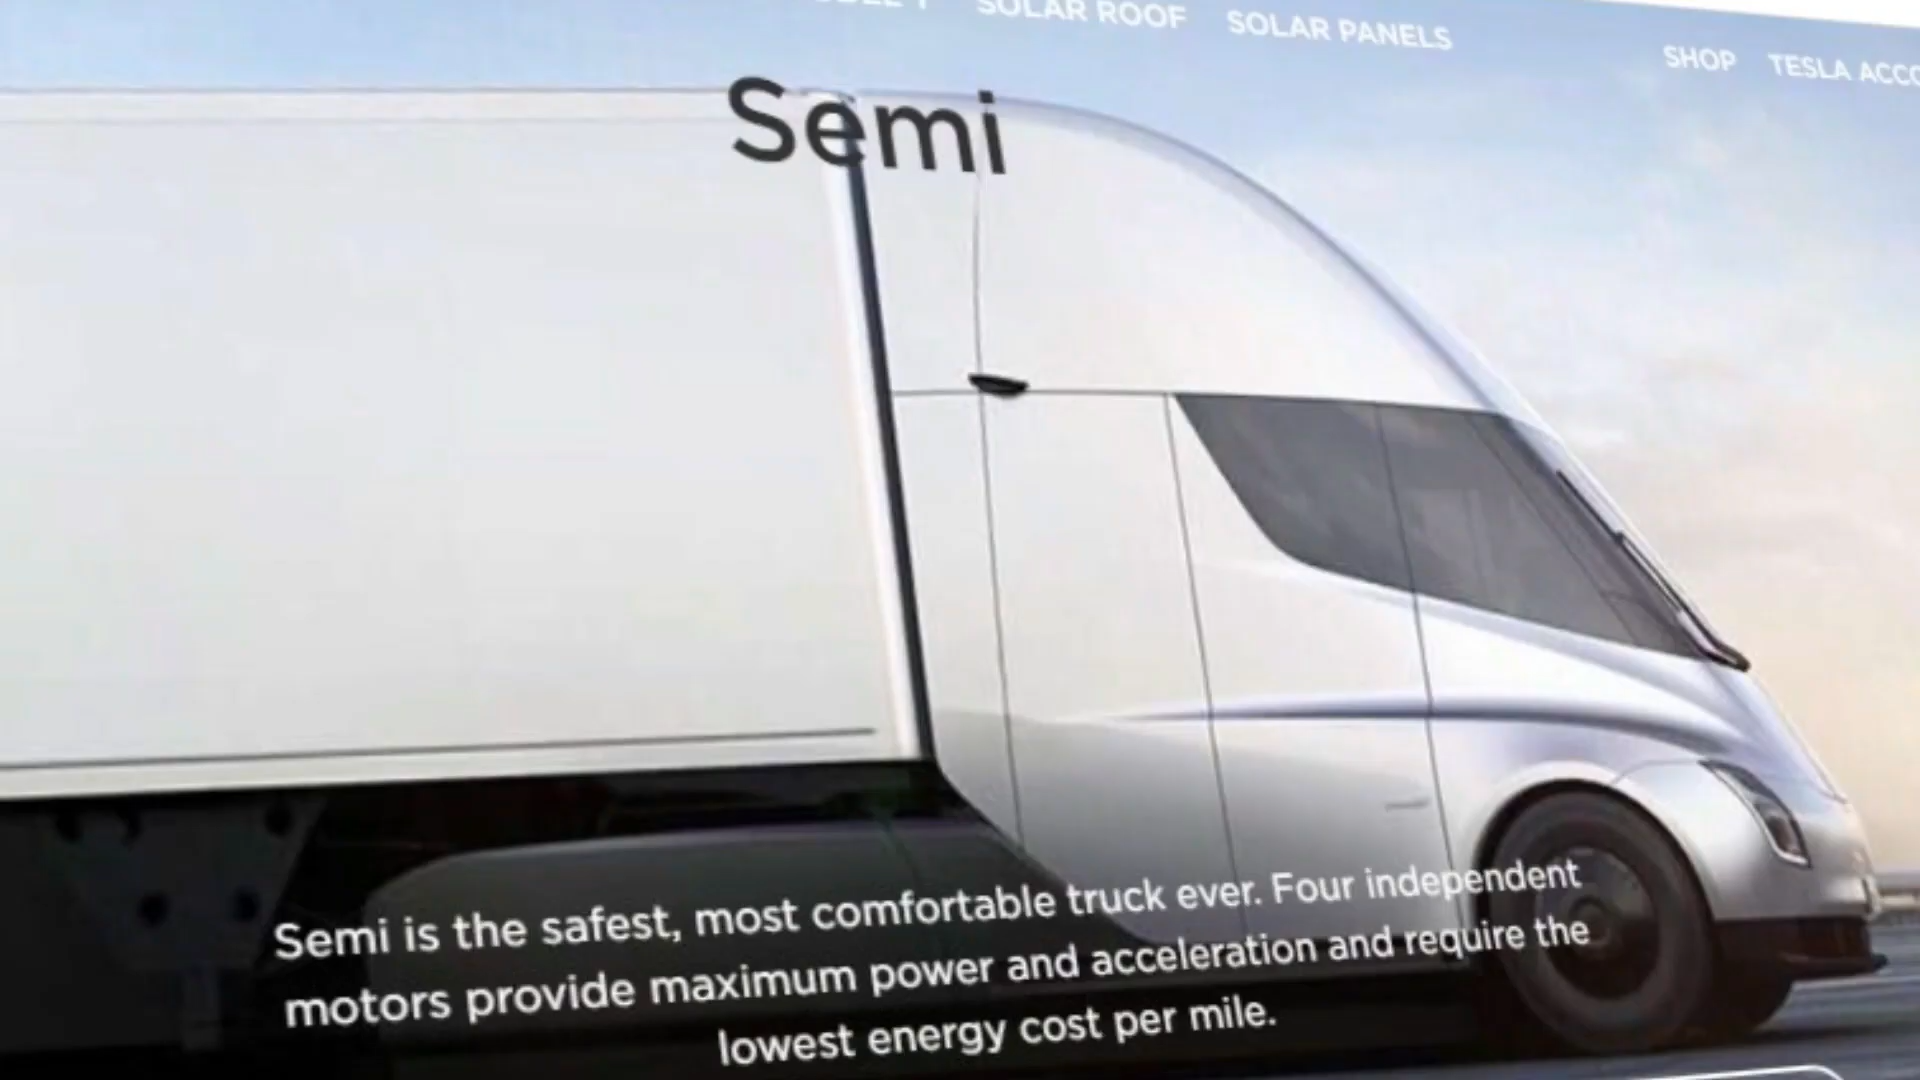 SOLAR ROOF SOLAR PANELS SHOP TESLA
Semi
Semi is the safest, most comfortable truck ever. Four independent
motors provide maximum power and acceleration and require the
lowest energy cost per mile.